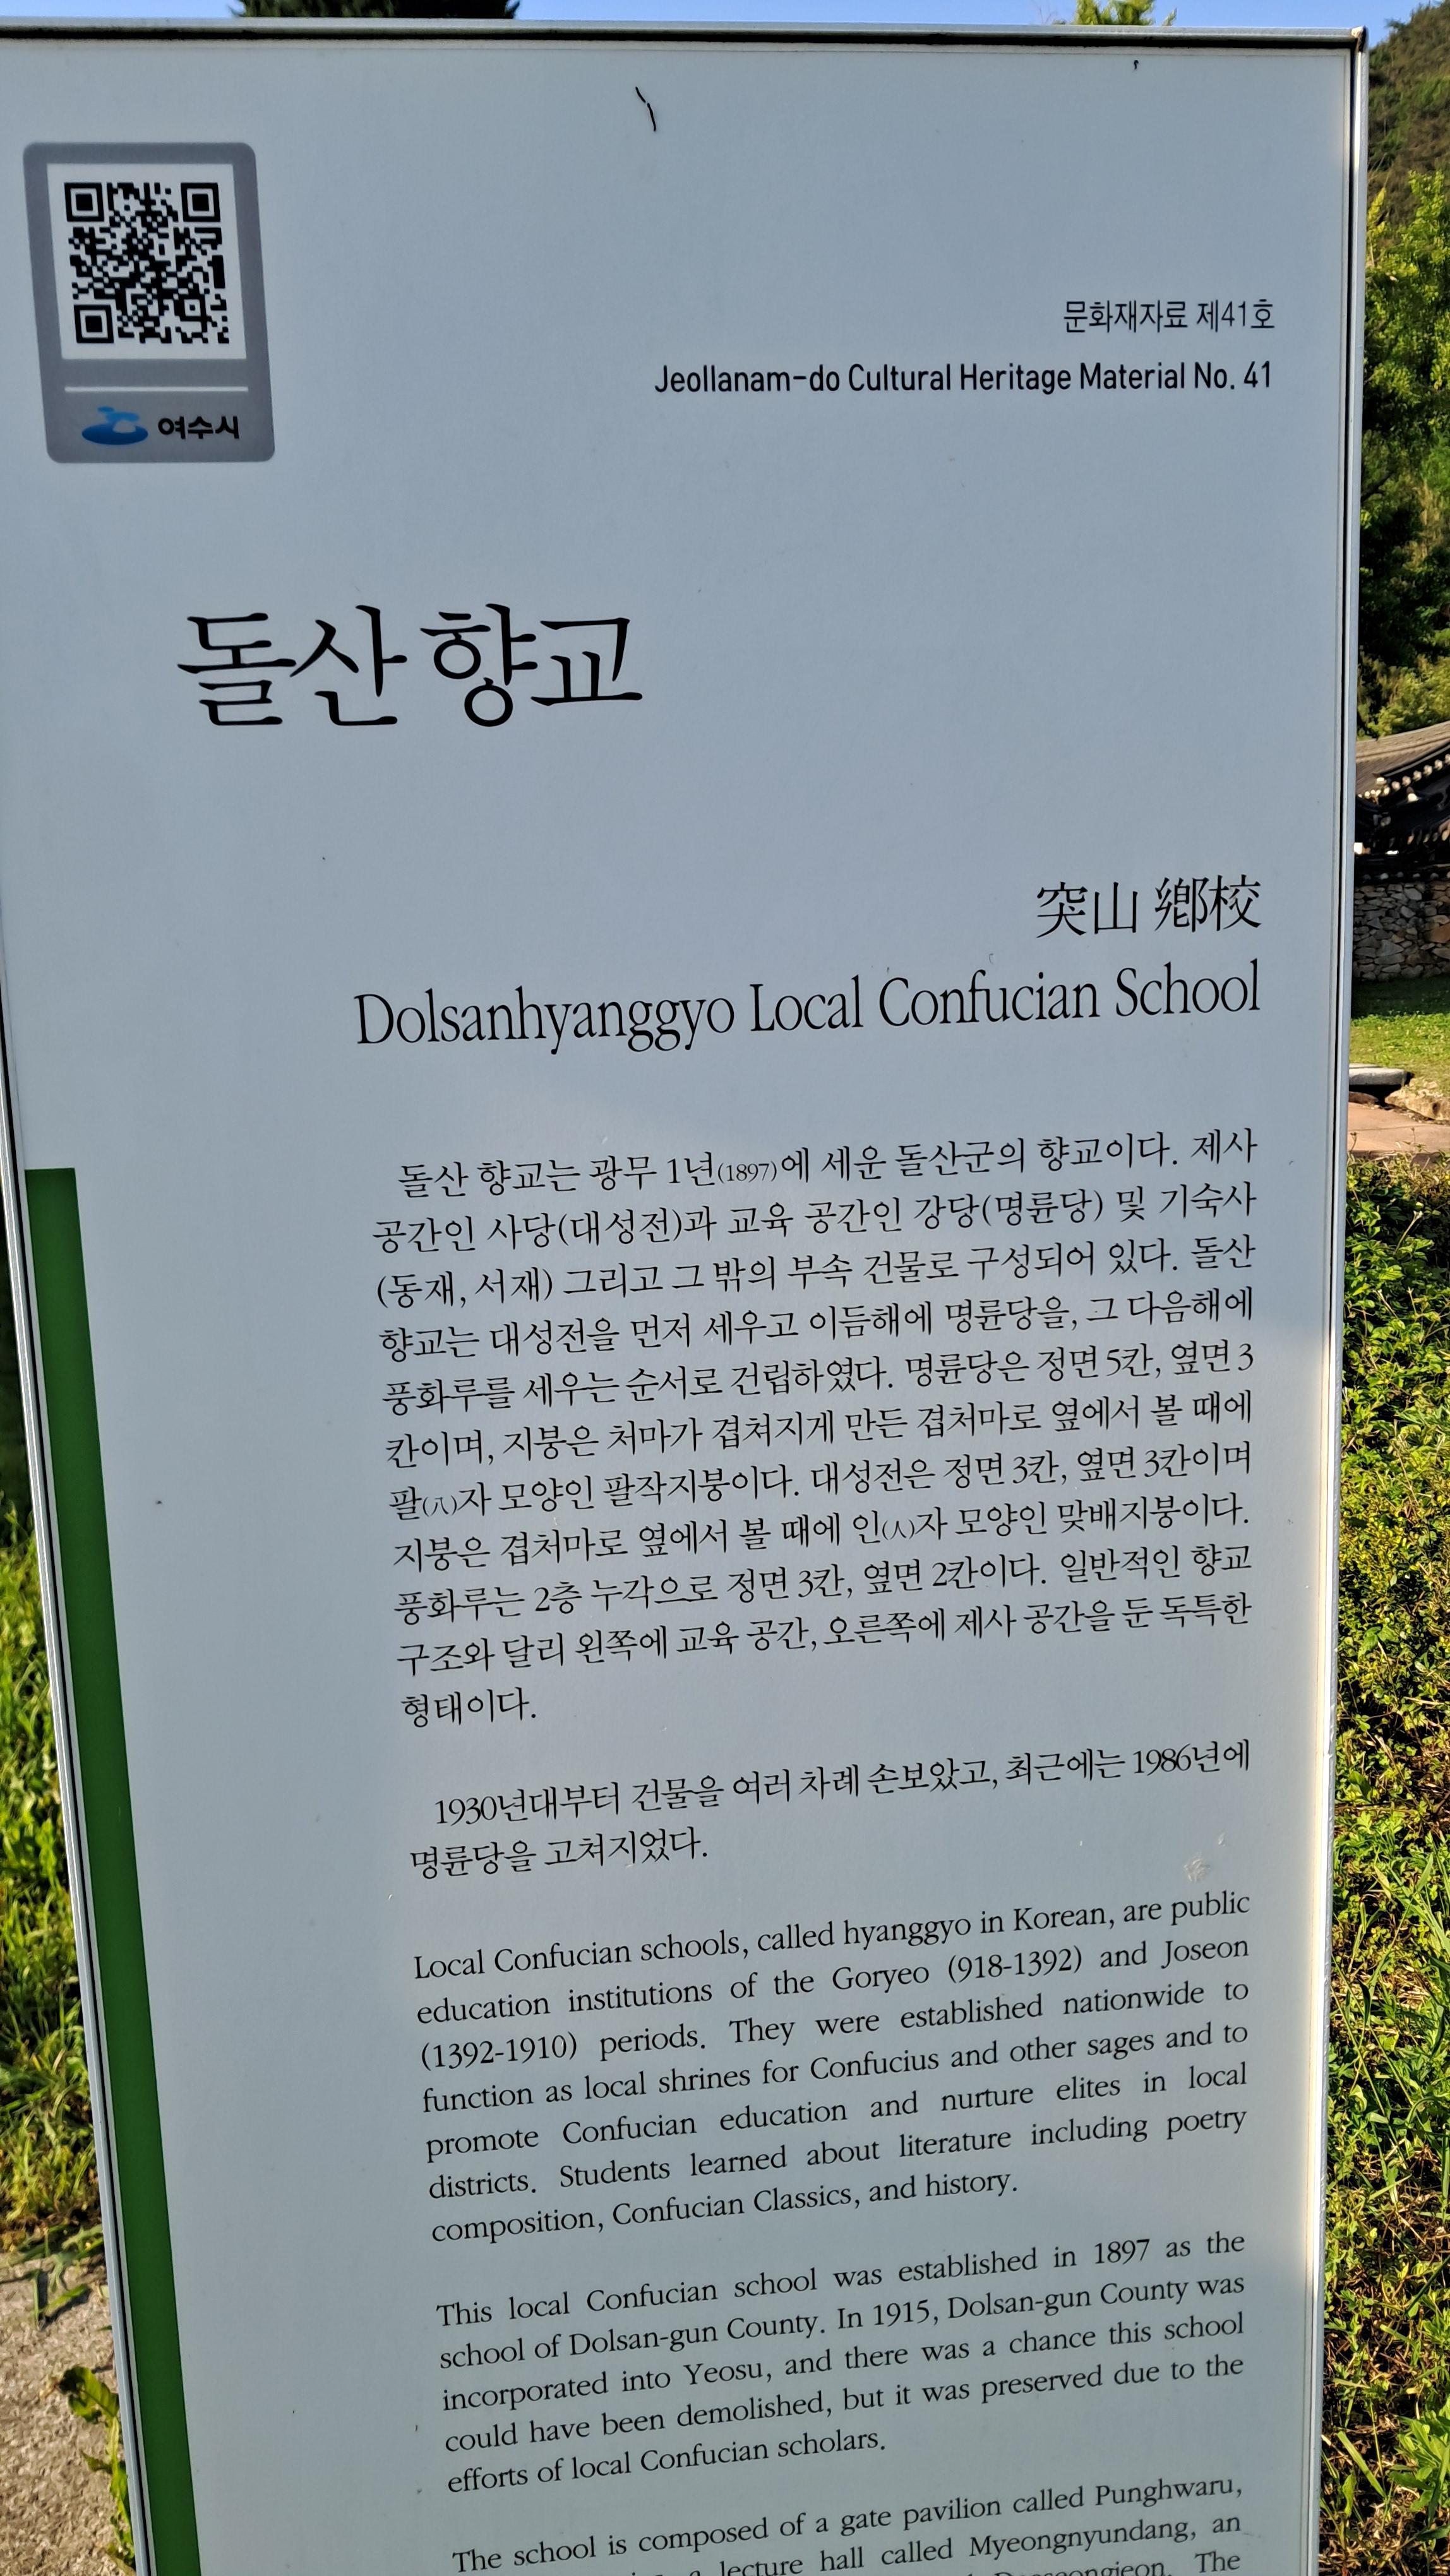 여수시
문화재자료 제41호
Jeollanam-do Cultural Heritage Material No. 41
돌산 향교
突山 鄕校
Dolsanhyanggyo Local Confucian School
돌산 향교는 광무 1년(1897)에 세운 돌산군의 향교이다. 제사
공간인 사당(대성전)과 교육 공간인 강당(명륜당) 및 기숙사
(동재, 서재) 그리고 그 밖의 부속 건물로 구성되어 있다. 돌산
향교는 대성전을 먼저 세우고 이듬해에 명륜당을, 그 다음해에
풍화루를 세우는 순서로 건립하였다. 명륜당은 정면 5칸, 옆면 3
칸이며, 지붕은 처마가 겹쳐지게 만든 겹처마로 옆에서 볼 때에
팔(八)자 모양인 팔작지붕이다. 대성전은 정면 3칸, 옆면 3칸이며
지붕은 겹처마로 옆에서 볼 때에 인(人)자 모양인 맞배지붕이다.
풍화루는 2층 누각으로 정면 3칸, 옆면 2칸이다. 일반적인 향교
구조와 달리 왼쪽에 교육 공간, 오른쪽에 제사 공간을 둔 독특한
형태이다.
1930년대부터 건물을 여러 차례 손보았고, 최근에는 1986년에
명륜당을 고쳐지었다.
Local Confucian schools, called hyanggyo in Korean, are public
education institutions of the Goryeo (918-1392) and Joseon
(1392-1910) periods. They were established nationwide to
function as local shrines for Confucius and other sages and to
promote Confucian education and nurture elites in local
districts. Students learned about literature including poetry
composition, Confucian Classics, and history.
This local Confucian school was established in 1897 as the
school of Dolsan-gun County. In 1915, Dolsan-gun County was
incorporated into Yeosu, and there was a chance this school
could have been demolished, but it was preserved due to the
efforts of local Confucian scholars.
The school is composed of a gate pavilion called Punghwaru,
a lecture hall called Myeongnyundang, an
The